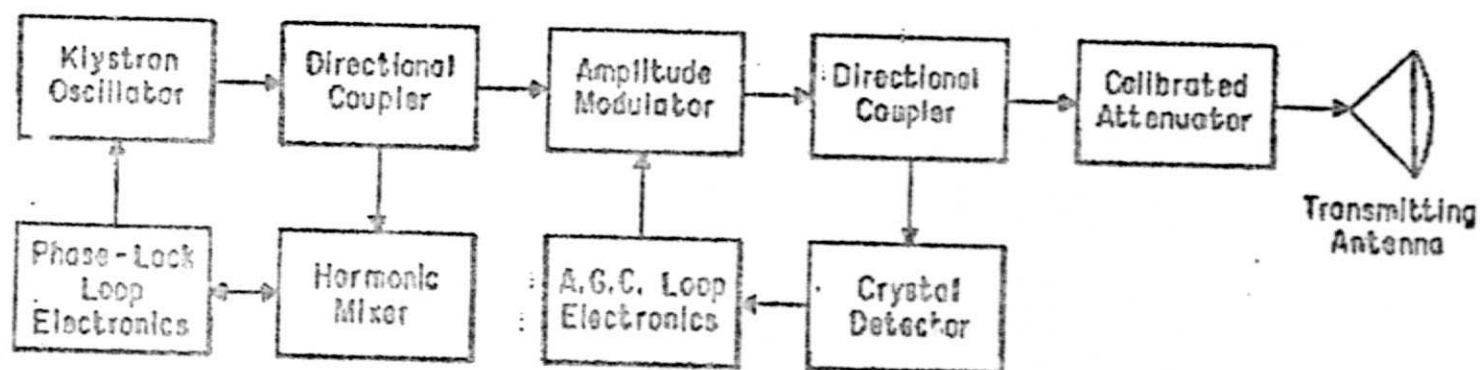 Klystron
Oscillator
Directional
Coupler
Amplitude
Modulator
Directional
Coupler
Calibrated
Attenuator
Transmitting
Antenna
Phase-Lock
Loop
Electronics
Harmonic
Mixer
A.G.C. Loop
Electronics
Crystal
Detector